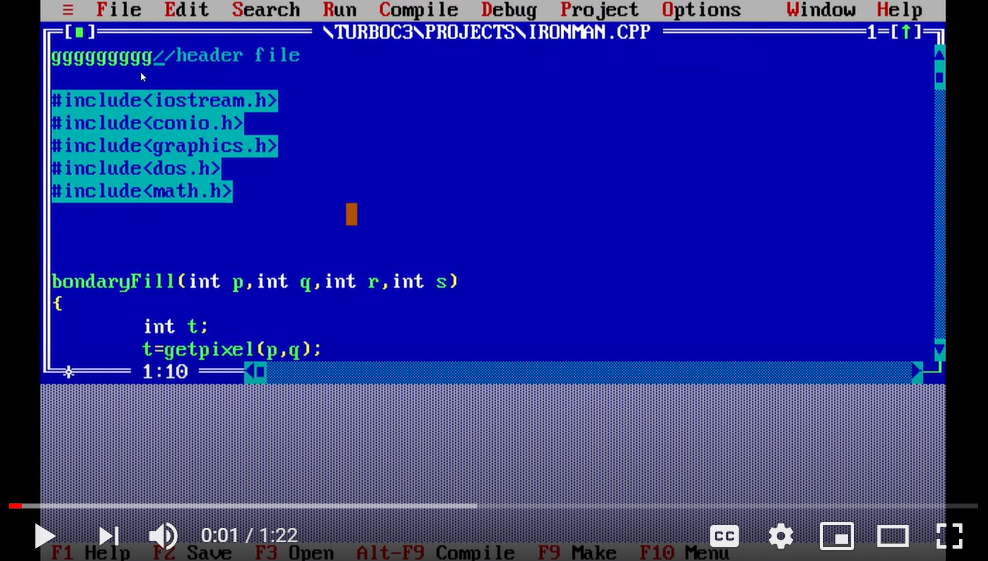 ≡ File Edit Search Run Compile Debug Project Options Window Help
[■] \TURBOC3\PROJECTS\IRONMAN.CPP 1=[↑]
ggggggggg//header file
#include<iostream.h>
#include<conio.h>
#include<graphics.h>
#include<dos.h>
#include<math.h>
bondaryFill(int p,int q,int r,int s)
{
int t;
t=getpixel(p,q);
1:10
0:01 / 1:22
CC
F1 Help F2 Save F3 Open Alt-F9 Compile F9 Make F10 Menu